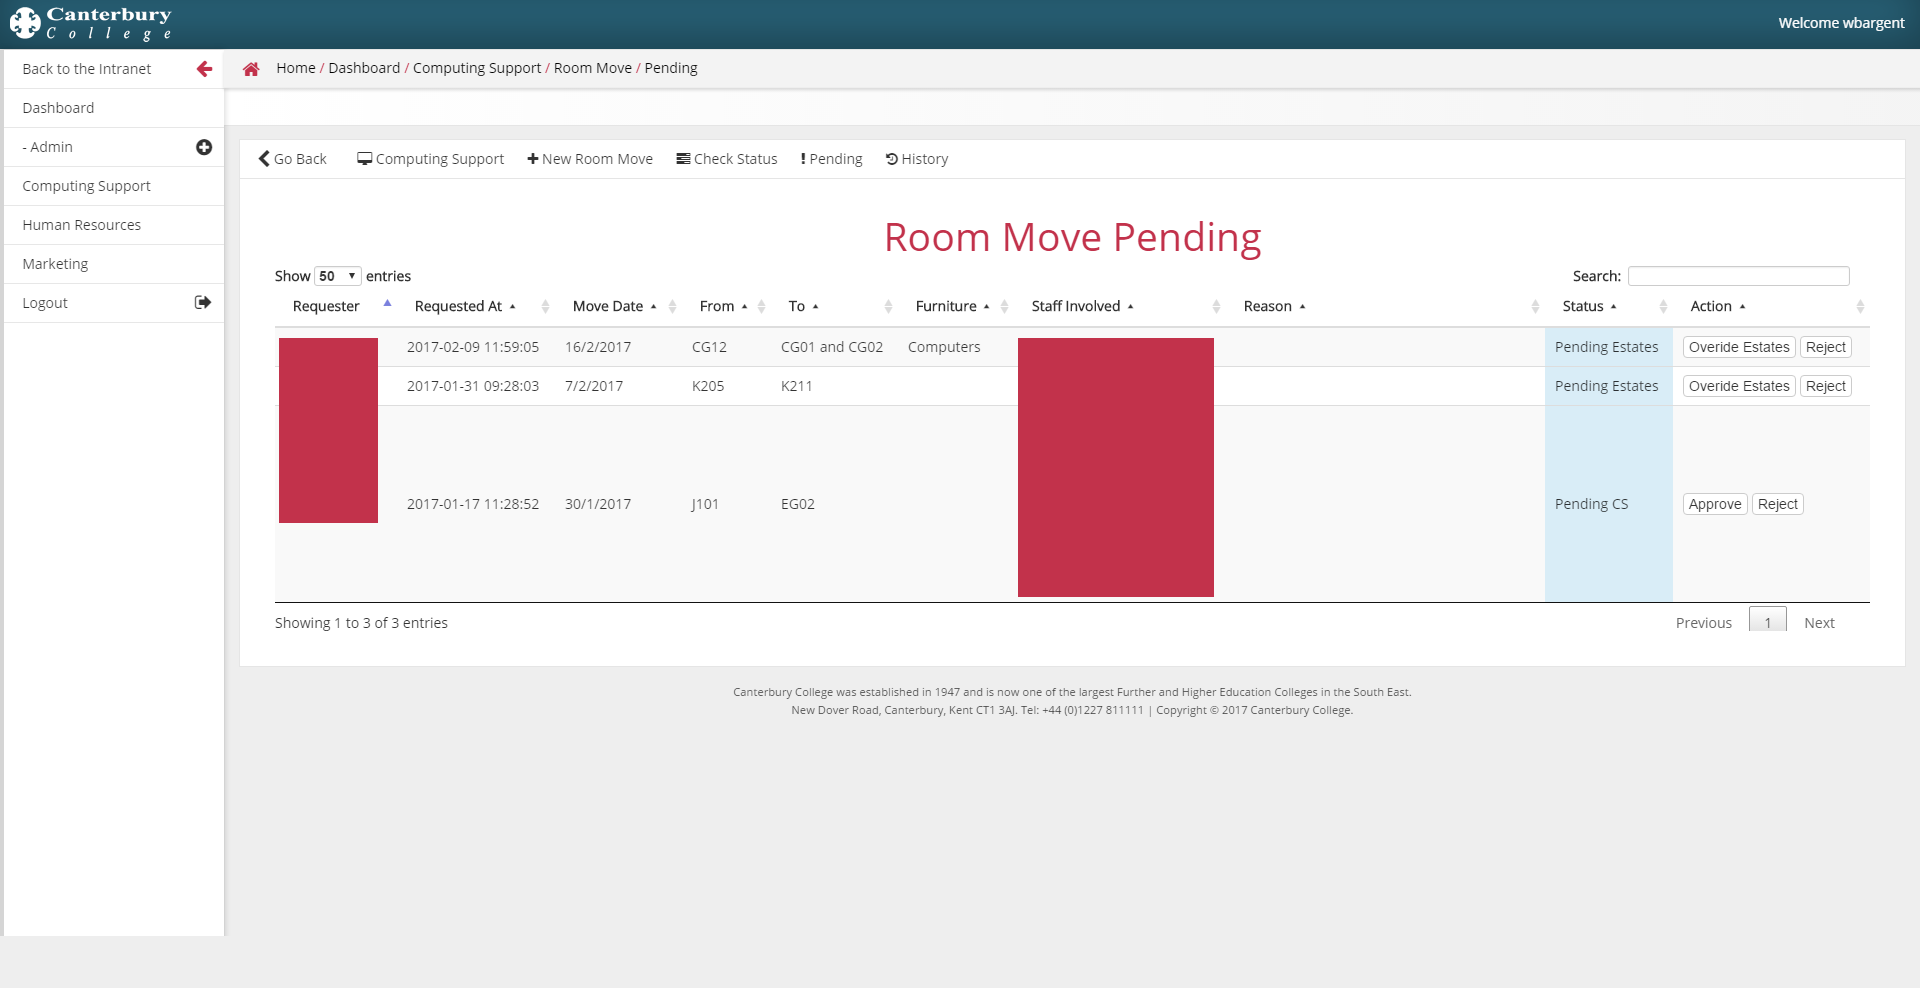 Canterbury
College
Welcome wbargent
Back to the Intranet
Dashboard
- Admin
Computing Support
Human Resources
Marketing
Logout
Home / Dashboard / Computing Support / Room Move / Pending
Go Back Computing Support New Room Move Check Status Pending History
Room Move Pending
Show 50 entries Search:
Requester Requested At Move Date From To Furniture Staff Involved Reason Status Action
2017-02-09 11:59:05 16/2/2017 CG12 CG01 and CG02 Computers Pending Estates Overide Estates Reject
2017-01-31 09:28:03 7/2/2017 K205 K211 Pending Estates Overide Estates Reject
2017-01-17 11:28:52 30/1/2017 J101 EG02 Pending CS Approve Reject
Showing 1 to 3 of 3 entries Previous 1 Next
Canterbury College was established in 1947 and is now one of the largest Further and Higher Education Colleges in the South East.
New Dover Road, Canterbury, Kent CT1 3AJ. Tel: +44 (0)1227 811111 | Copyright © 2017 Canterbury College.